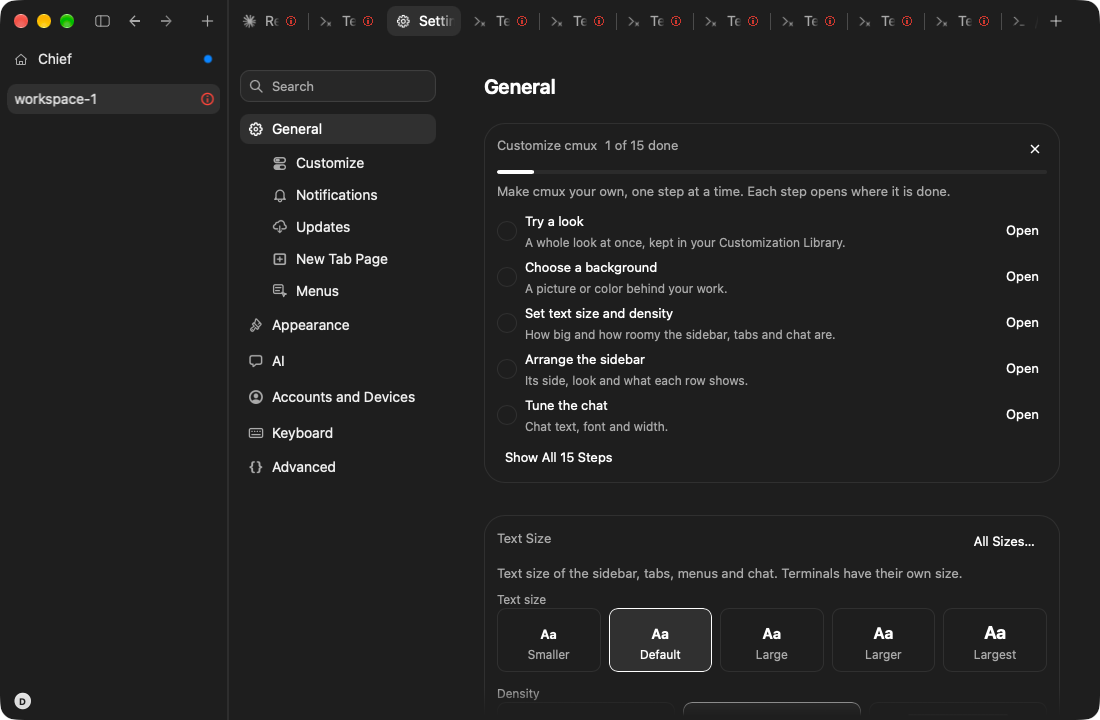 Te
Settin
Te
Te
Te
Te
Te
Te
Te
Chief
workspace-1
Search
General
Customize
Notifications
Updates
New Tab Page
Menus
Appearance
AI
Accounts and Devices
Keyboard
Advanced
D
General
Customize cmux 1 of 15 done
Make cmux your own, one step at a time. Each step opens where it is done.
Try a look
A whole look at once, kept in your Customization Library.
Open
Choose a background
A picture or color behind your work.
Open
Set text size and density
How big and how roomy the sidebar, tabs and chat are.
Open
Arrange the sidebar
Its side, look and what each row shows.
Open
Tune the chat
Chat text, font and width.
Open
Show All 15 Steps
Text Size
All Sizes...
Text size of the sidebar, tabs, menus and chat. Terminals have their own size.
Text size
Aa Aa Aa Aa Aa
Smaller Default Large Larger Largest
Density